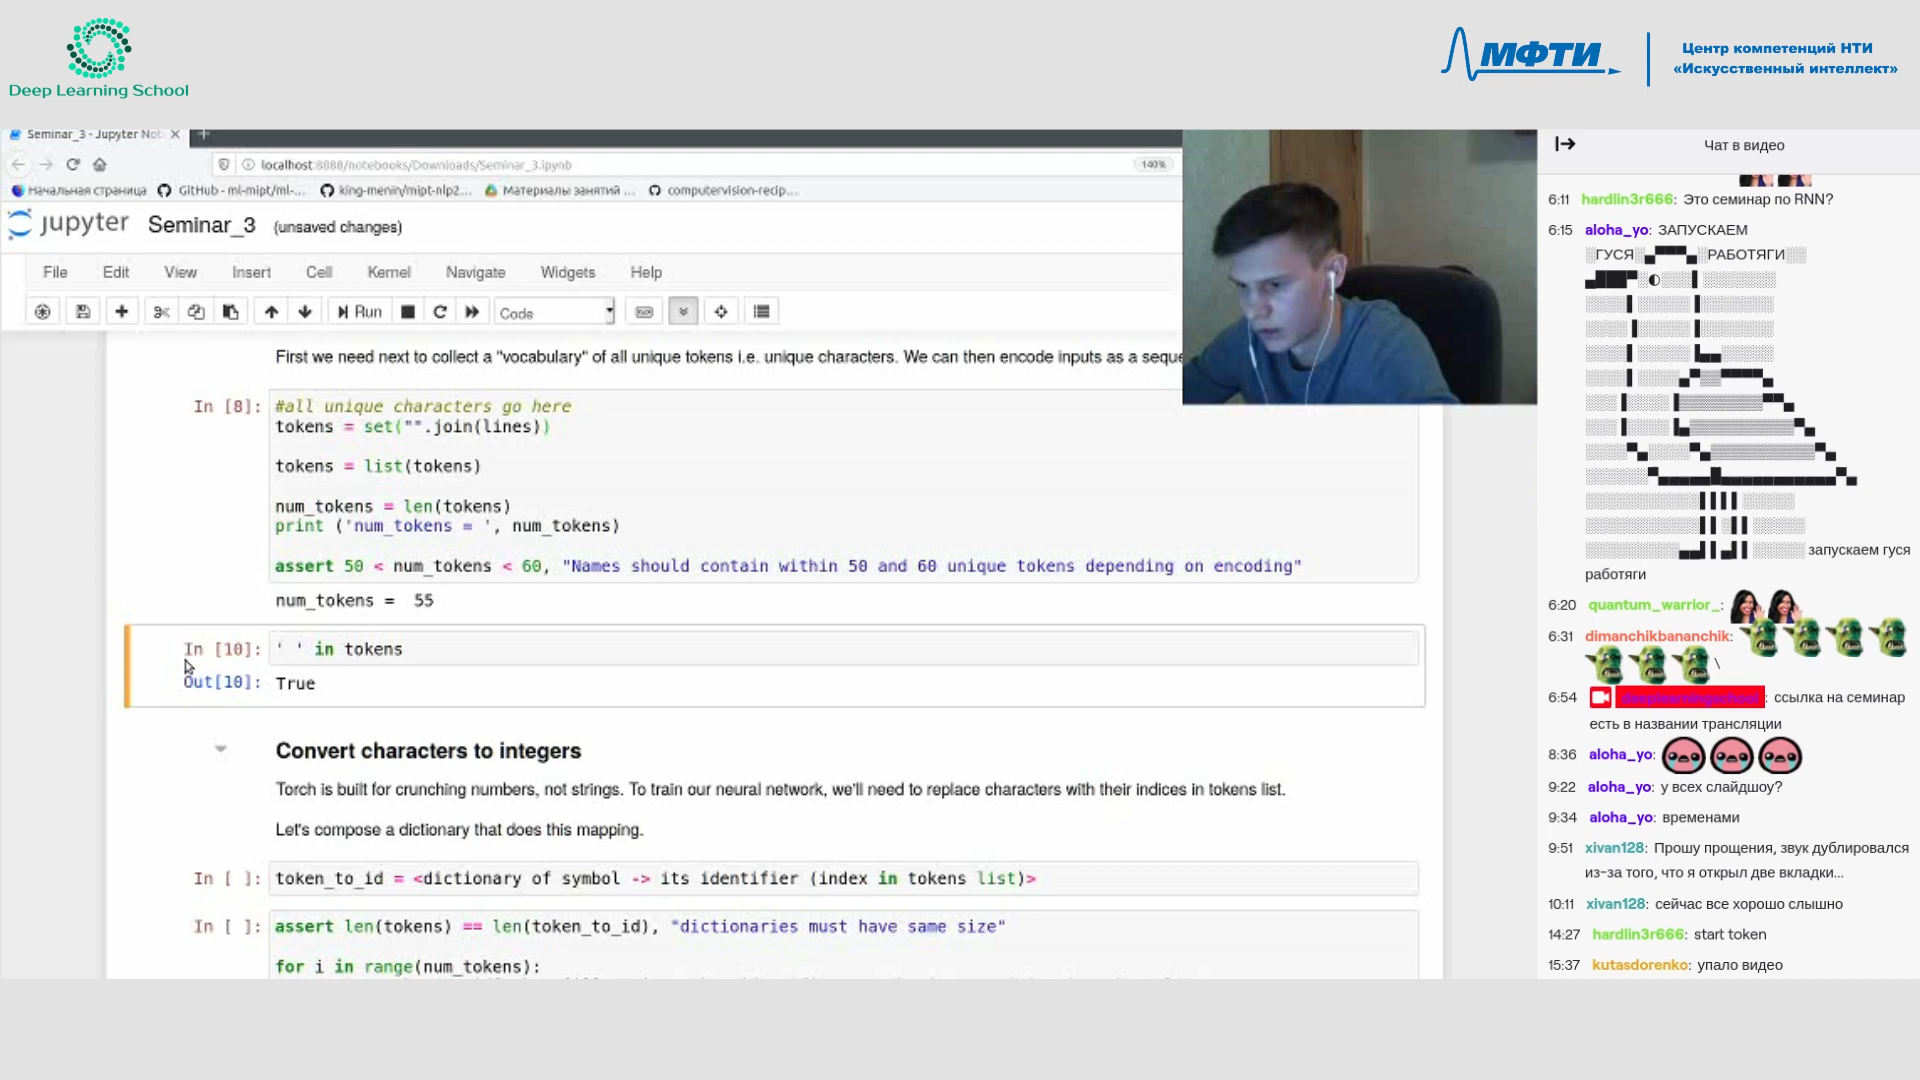 Deep Learning School
МФТИ
Центр компетенций НТИ
«Искусственный интеллект»
Seminar_3 - Jupyter Not
localhost:8888/notebooks/Downloads/Seminar_3.ipynb
140%
Начальная страница
GitHub - ml-mipt/ml-...
king-menin/mipt-nlp2...
Материалы занятий ...
computervision-recip...
jupyter
Seminar_3
(unsaved changes)
File
Edit
View
Insert
Cell
Kernel
Navigate
Widgets
Help
Run
Code
First we need next to collect a "vocabulary" of all unique tokens i.e. unique characters. We can then encode inputs as a seque
In [8]:
#all unique characters go here
tokens = set("".join(lines))
tokens = list(tokens)
num_tokens = len(tokens)
print ('num_tokens = ', num_tokens)
assert 50 < num_tokens < 60, "Names should contain within 50 and 60 unique tokens depending on encoding"
num_tokens =  55
In [10]:
' ' in tokens
Out[10]:
True
Convert characters to integers
Torch is built for crunching numbers, not strings. To train our neural network, we'll need to replace characters with their indices in tokens list.
Let's compose a dictionary that does this mapping.
In [ ]:
token_to_id = <dictionary of symbol -> its identifier (index in tokens list)>
In [ ]:
assert len(tokens) == len(token_to_id), "dictionaries must have same size"
for i in range(num_tokens):
Чат в видео
6:11 hardlin3r666: Это семинар по RNN?
6:15 aloha_yo: ЗАПУСКАЕМ
ГУСЯ РАБОТЯГИ
запускаем гуся
работяги
6:20 quantum_warrior_:
6:31 dimanchikbananchik:
\
6:54 : ссылка на семинар
есть в названии трансляции
8:36 aloha_yo:
9:22 aloha_yo: у всех слайдшоу?
9:34 aloha_yo: временами
9:51 xivan128: Прошу прощения, звук дублировался
из-за того, что я открыл две вкладки...
10:11 xivan128: сейчас все хорошо слышно
14:27 hardlin3r666: start token
15:37 kutasdorenko: упало видео